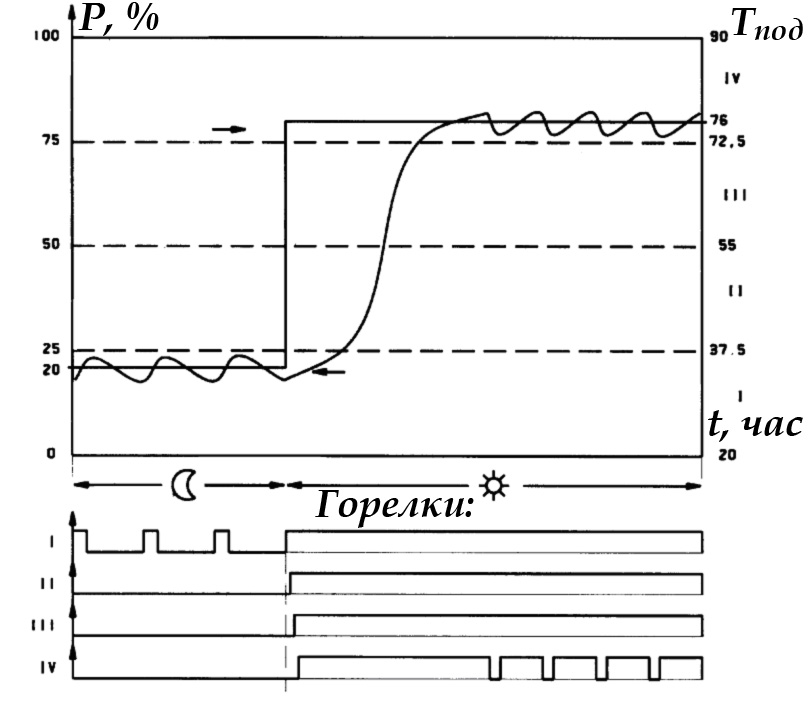 P, %
Tпод
100
90
IV
76
75
72,5
III
50
55
II
25
37.5
20
I
t, час
0
20
Горелки:
I
II
III
IV